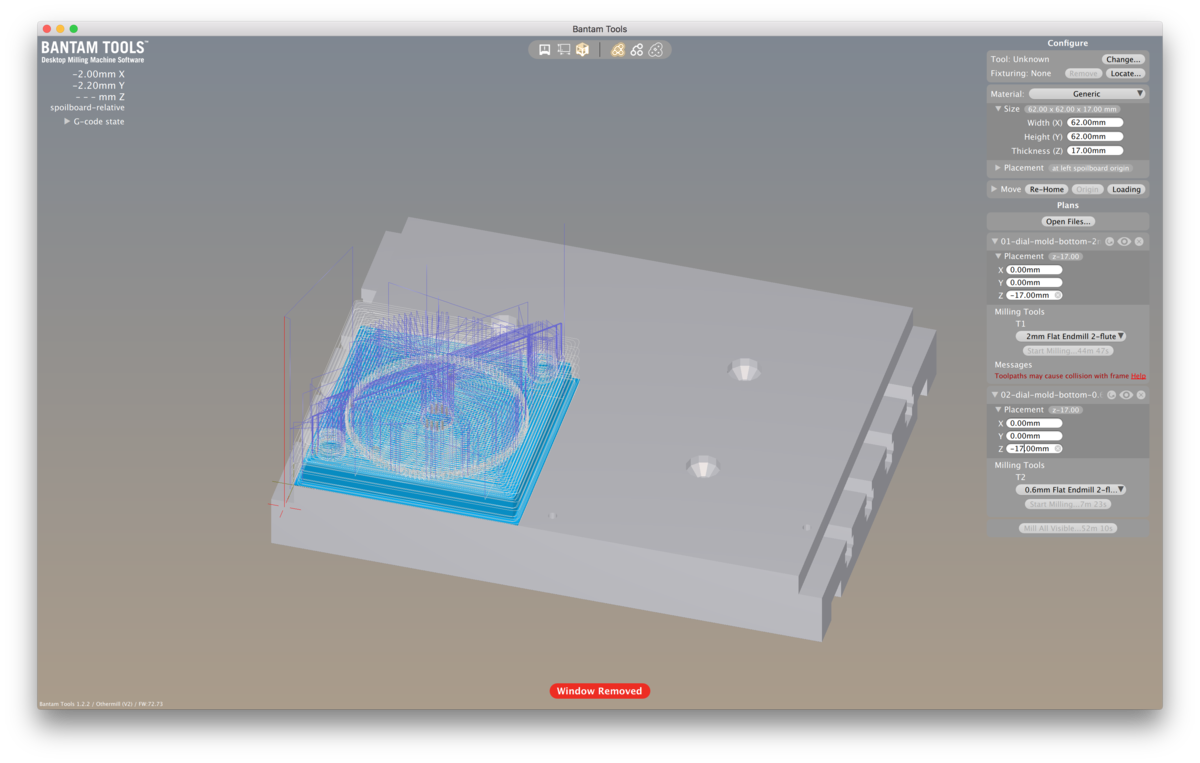 Bantam Tools
BANTAM TOOLS™
Desktop Milling Machine Software
-2.00mm X
-2.20mm Y
--- mm Z
spoilboard-relative
G-code state
Configure
Tool: Unknown Change...
Fixturing: None Remove Locate...
Material: Generic
Size 62.00 x 62.00 x 17.00 mm
Width (X) 62.00mm
Height (Y) 62.00mm
Thickness (Z) 17.00mm
Placement at left spoilboard origin
Move Re-Home Origin Loading
Plans
Open Files...
01-dial-mold-bottom-2
Placement z-17.00
X 0.00mm
Y 0.00mm
Z -17.00mm
Milling Tools
T1
2mm Flat Endmill 2-flute
Start Milling...44m 47s
Messages
Toolpaths may cause collision with frame Help
02-dial-mold-bottom-0.
Placement z-17.00
X 0.00mm
Y 0.00mm
Z -17.00mm
Milling Tools
T2
0.6mm Flat Endmill 2-fl...
Start Milling...7m 23s
Mill All Visible...52m 10s
Window Removed
Bantam Tools 1.2.2 / Othermill (V2) / FW 72.73